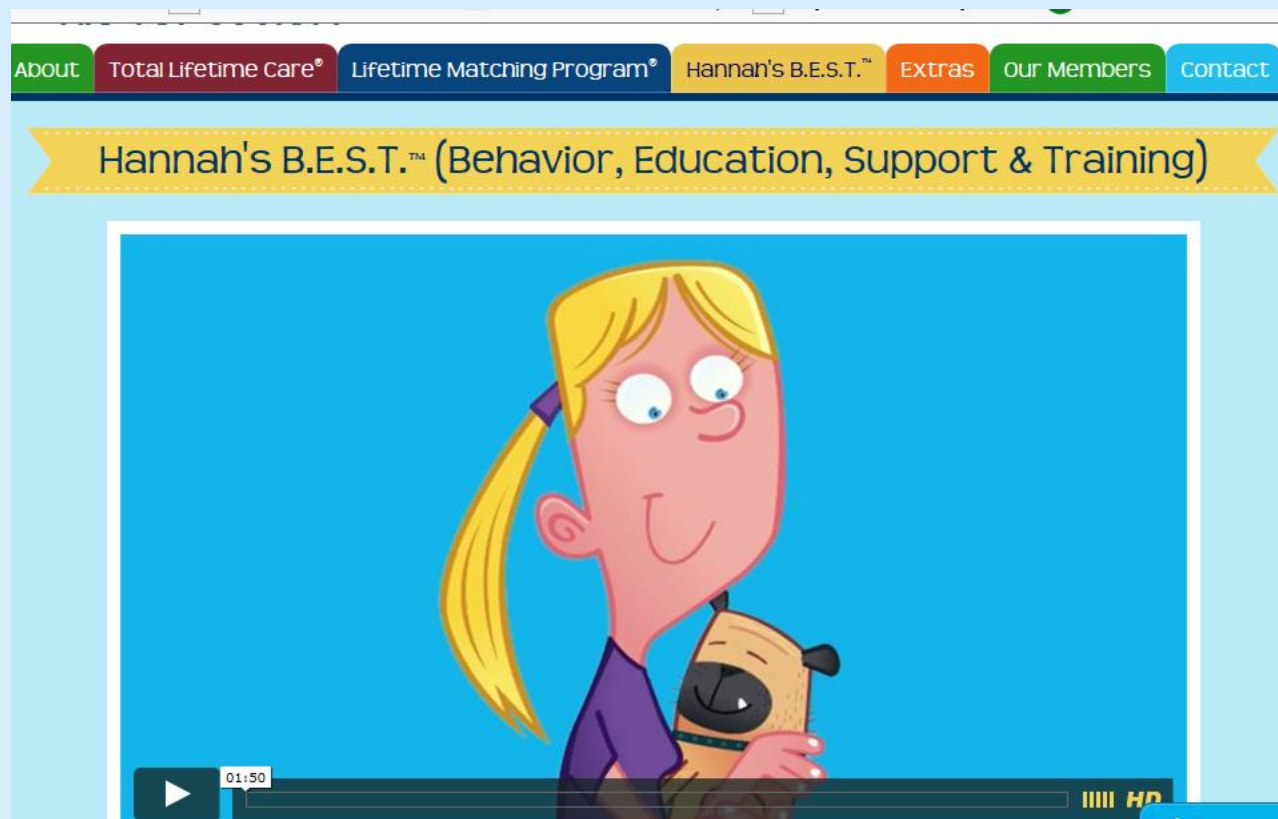 About Total Lifetime Care® Lifetime Matching Program® Hannah's B.E.S.T.™ Extras Our Members Contact
Hannah's B.E.S.T.™ (Behavior, Education, Support & Training)
01:50
HD